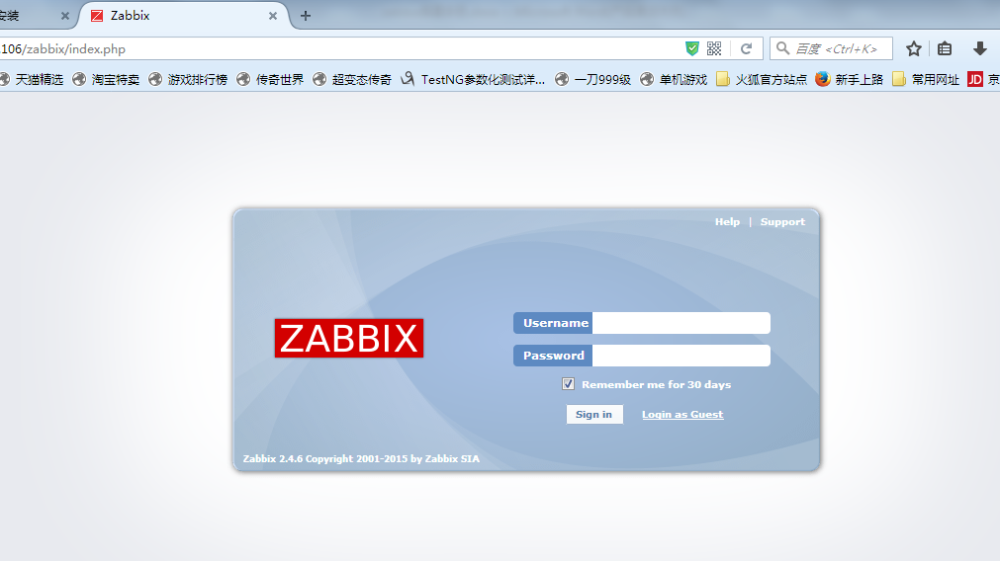 安装
Zabbix
106/zabbix/index.php
百度 <Ctrl+K>
天猫精选 淘宝特卖 游戏排行榜 传奇世界 超变态传奇 TestNG参数化测试详... 一刀999级 单机游戏 火狐官方站点 新手上路 常用网址 JD 京
Help | Support
ZABBIX
Username
Password
Remember me for 30 days
Sign in Login as Guest
Zabbix 2.4.6 Copyright 2001-2015 by Zabbix SIA